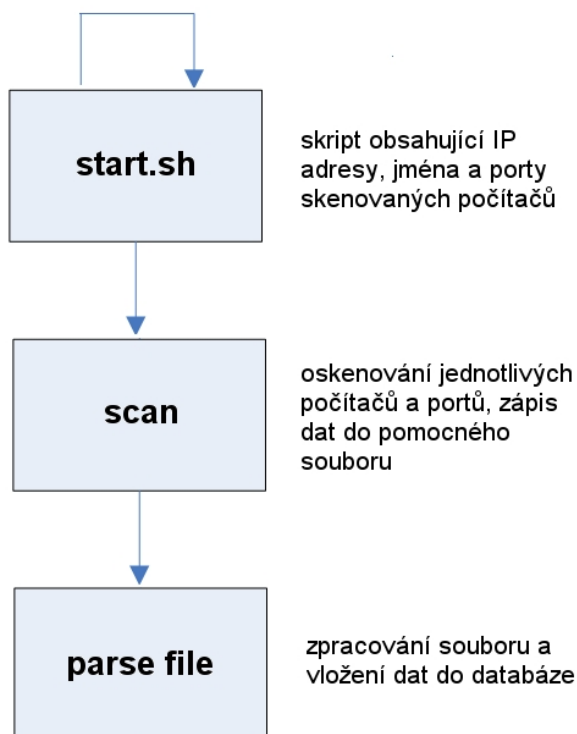 start.sh
skript obsahující IP
adresy, jména a porty
skenovaných počítačů
scan
oskenování jednotlivých
počítačů a portů, zápis
dat do pomocného
souboru
parse file
zpracování souboru a
vložení dat do databáze